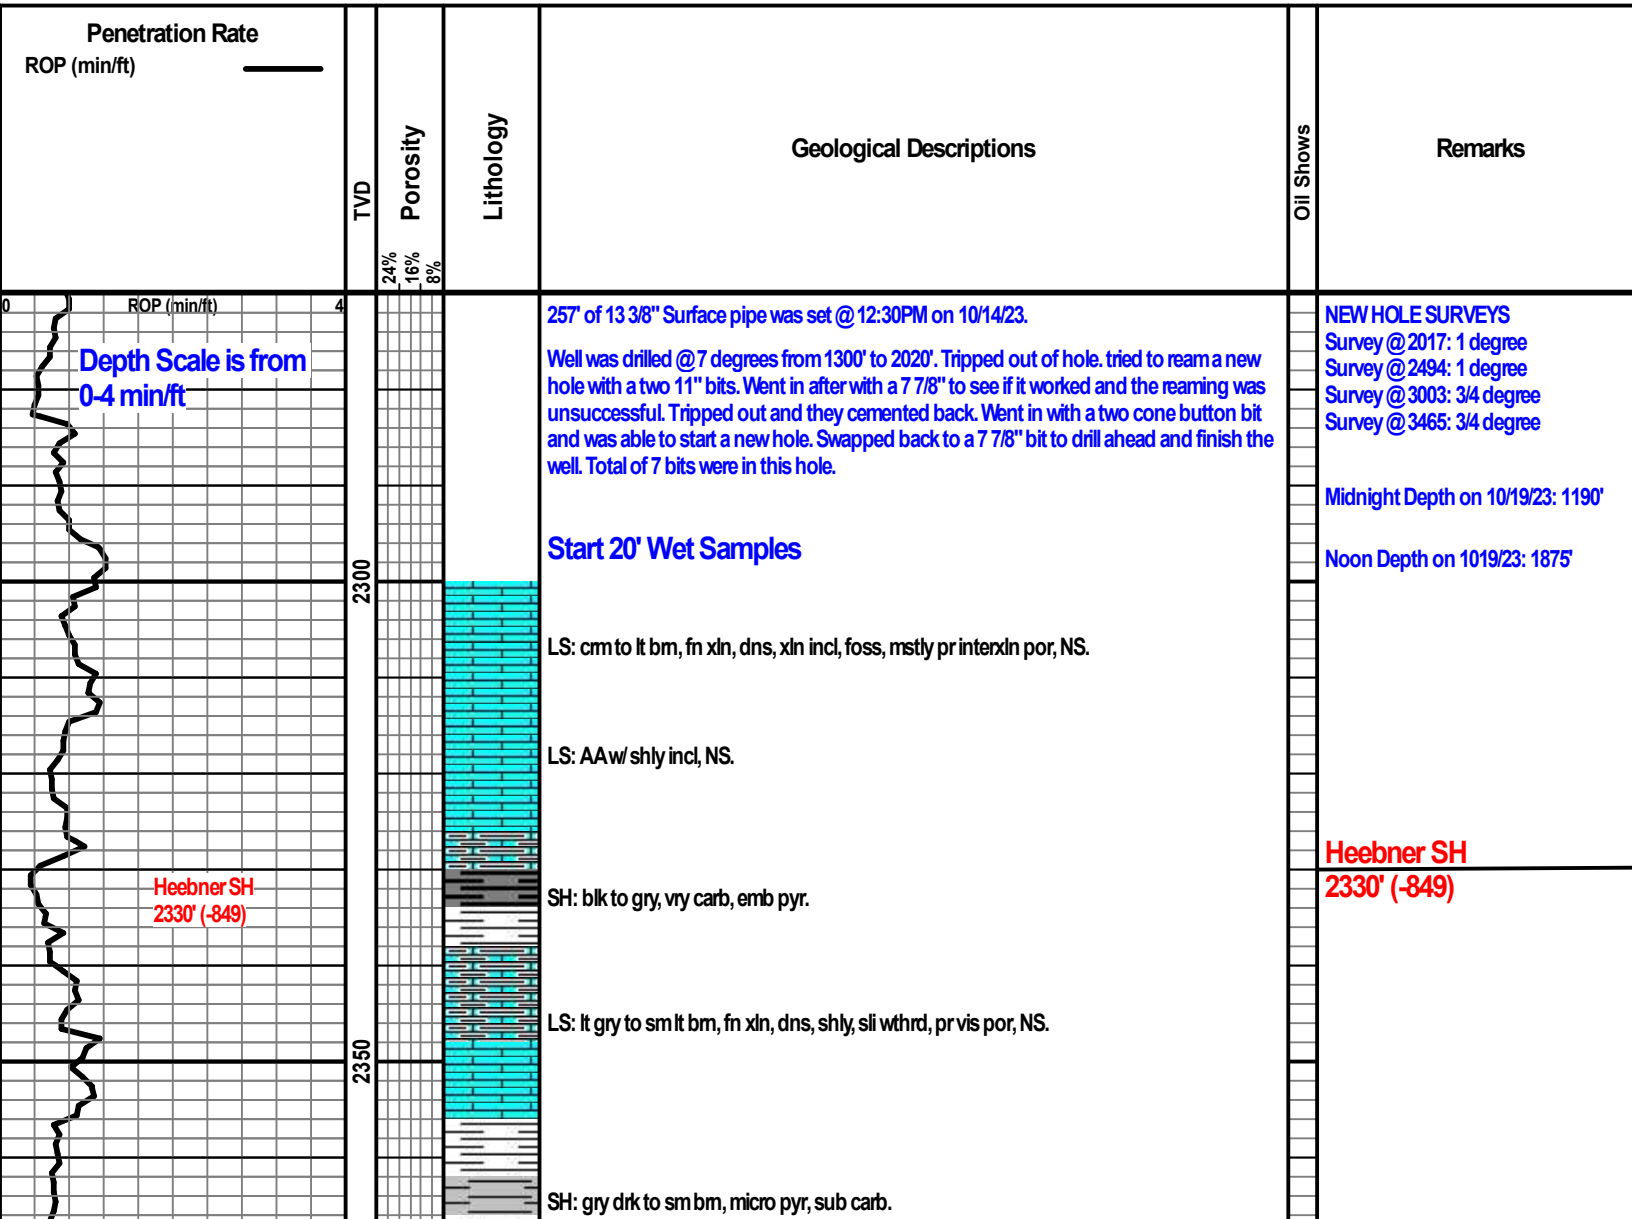 Penetration Rate
ROP (min/ft)
TVD
Porosity
24%
16%
8%
Lithology
Geological Descriptions
Oil Shows
Remarks
0 ROP (min/ft) 4
Depth Scale is from
0-4 min/ft
257' of 13 3/8" Surface pipe was set @ 12:30PM on 10/14/23.
Well was drilled @ 7 degrees from 1300' to 2020'. Tripped out of hole. tried to ream a new
hole with a two 11" bits. Went in after with a 7 7/8" to see if it worked and the reaming was
unsuccessful. Tripped out and they cemented back. Went in with a two cone button bit
and was able to start a new hole. Swapped back to a 7 7/8" bit to drill ahead and finish the
well. Total of 7 bits were in this hole.
Start 20' Wet Samples
NEW HOLE SURVEYS
Survey @ 2017: 1 degree
Survey @ 2494: 1 degree
Survey @ 3003: 3/4 degree
Survey @ 3465: 3/4 degree
Midnight Depth on 10/19/23: 1190'
Noon Depth on 1019/23: 1875'
2300
LS: crm to lt brn, fn xln, dns, xln incl, foss, mstly pr interxln por, NS.
LS: AA w/ shly incl, NS.
Heebner SH
2330' (-849)
SH: blk to gry, vry carb, emb pyr.
Heebner SH
2330' (-849)
LS: lt gry to sm lt brn, fn xln, dns, shly, sli wthrd, pr vis por, NS.
2350
SH: gry drk to sm brn, micro pyr, sub carb.